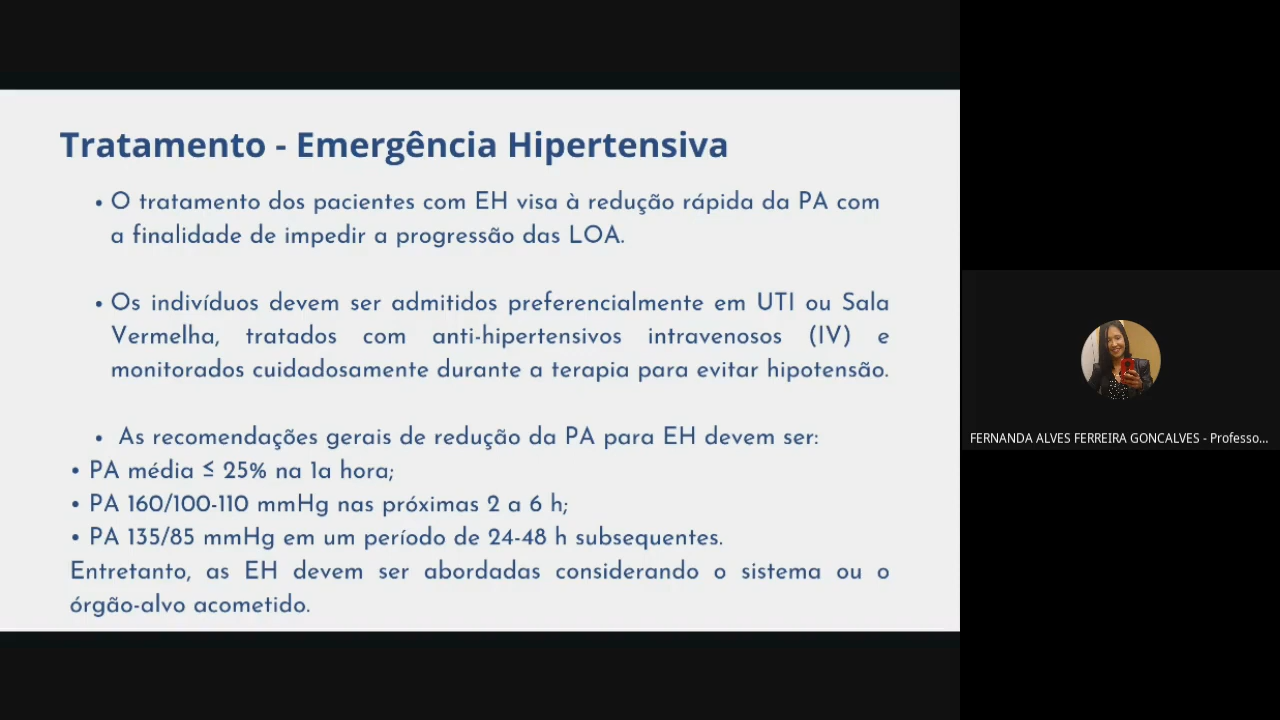 Tratamento - Emergência Hipertensiva
• O tratamento dos pacientes com EH visa à redução rápida da PA com
a finalidade de impedir a progressão das LOA.
• Os indivíduos devem ser admitidos preferencialmente em UTI ou Sala
Vermelha, tratados com anti-hipertensivos intravenosos (IV) e
monitorados cuidadosamente durante a terapia para evitar hipotensão.
• As recomendações gerais de redução da PA para EH devem ser:
• PA média ≤ 25% na 1a hora;
• PA 160/100-110 mmHg nas próximas 2 a 6 h;
• PA 135/85 mmHg em um período de 24-48 h subsequentes.
Entretanto, as EH devem ser abordadas considerando o sistema ou o
órgão-alvo acometido.
FERNANDA ALVES FERREIRA GONCALVES - Professo...